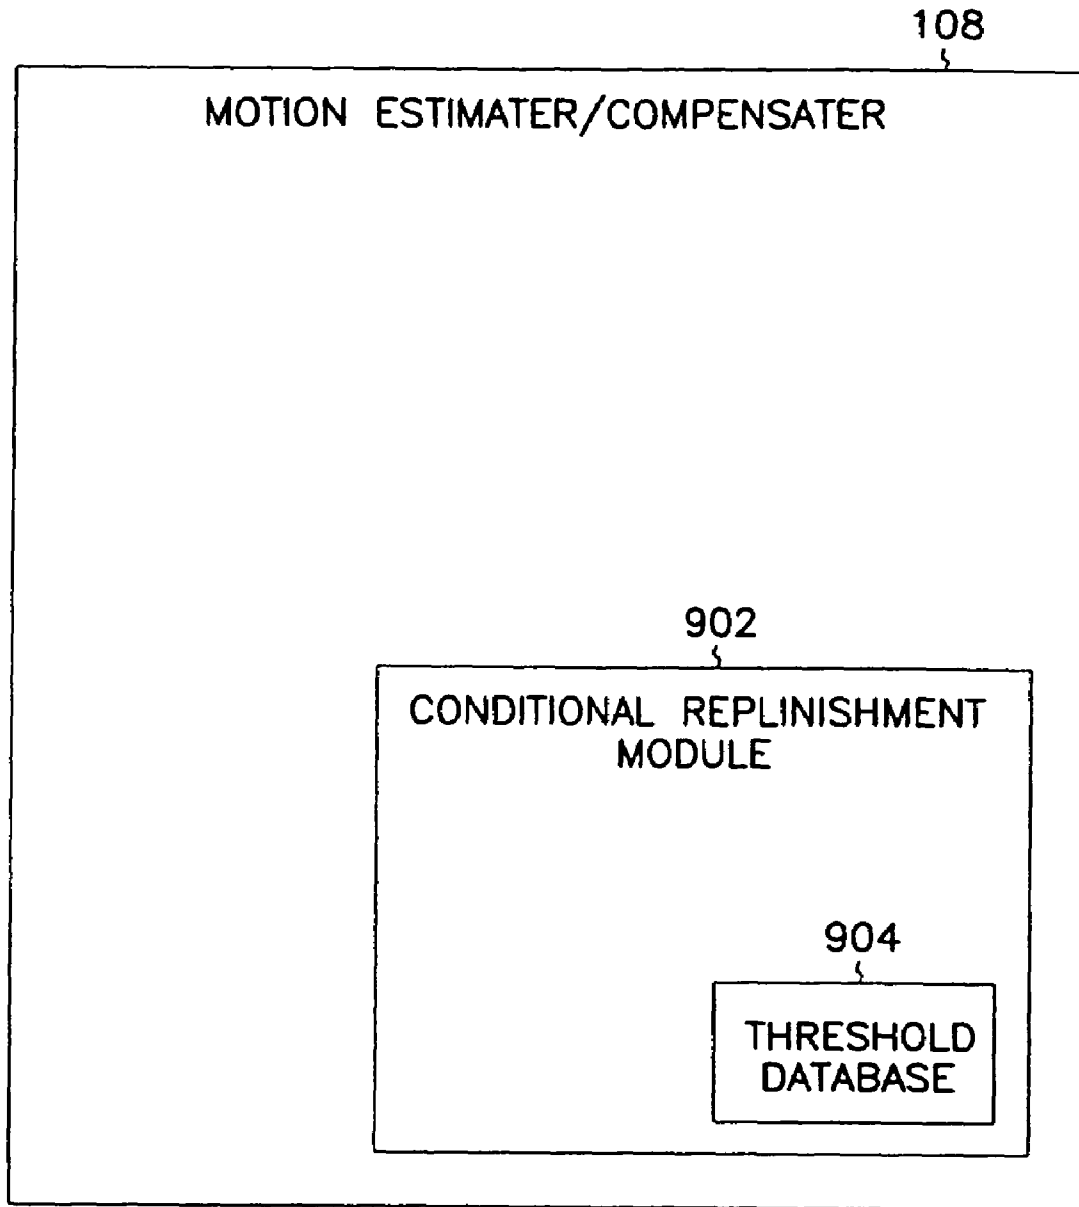 108
MOTION ESTIMATER/COMPENSATER
902
CONDITIONAL REPLINISHMENT
MODULE
904
THRESHOLD
DATABASE